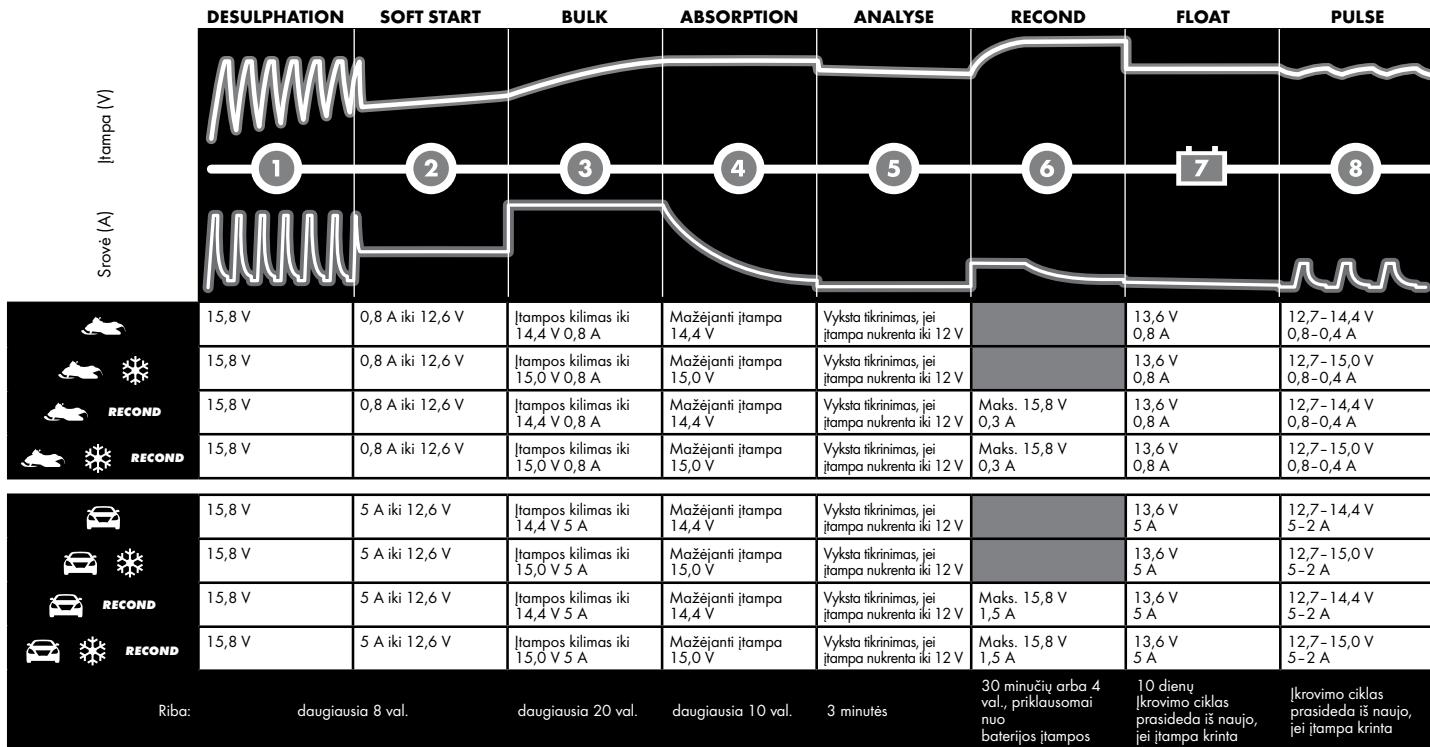 DESULPHATION SOFT START BULK ABSORPTION ANALYSE RECOND FLOAT PULSE
Įtampa (V)
1 2 3 4 5 6 7 8
Srovė (A)
15,8 V 0,8 A iki 12,6 V Įtampos kilimas iki Mažėjanti įtampa Vyksta tikrinimas, jei 13,6 V 12,7–14,4 V
14,4 V 0,8 A 14,4 V įtampa nukrenta iki 12 V 0,8 A 0,8–0,4 A
15,8 V 0,8 A iki 12,6 V Įtampos kilimas iki Mažėjanti įtampa Vyksta tikrinimas, jei 13,6 V 12,7–15,0 V
15,0 V 0,8 A 15,0 V įtampa nukrenta iki 12 V 0,8 A 0,8–0,4 A
RECOND 15,8 V 0,8 A iki 12,6 V Įtampos kilimas iki Mažėjanti įtampa Vyksta tikrinimas, jei Maks. 15,8 V 13,6 V 12,7–14,4 V
14,4 V 0,8 A 14,4 V įtampa nukrenta iki 12 V 0,3 A 0,8 A 0,8–0,4 A
RECOND 15,8 V 0,8 A iki 12,6 V Įtampos kilimas iki Mažėjanti įtampa Vyksta tikrinimas, jei Maks. 15,8 V 13,6 V 12,7–15,0 V
15,0 V 0,8 A 15,0 V įtampa nukrenta iki 12 V 0,3 A 0,8 A 0,8–0,4 A
15,8 V 5 A iki 12,6 V Įtampos kilimas iki Mažėjanti įtampa Vyksta tikrinimas, jei 13,6 V 12,7–14,4 V
14,4 V 5 A 14,4 V įtampa nukrenta iki 12 V 5 A 5–2 A
15,8 V 5 A iki 12,6 V Įtampos kilimas iki Mažėjanti įtampa Vyksta tikrinimas, jei 13,6 V 12,7–15,0 V
15,0 V 5 A 15,0 V įtampa nukrenta iki 12 V 5 A 5–2 A
RECOND 15,8 V 5 A iki 12,6 V Įtampos kilimas iki Mažėjanti įtampa Vyksta tikrinimas, jei Maks. 15,8 V 13,6 V 12,7–14,4 V
14,4 V 5 A 14,4 V įtampa nukrenta iki 12 V 1,5 A 5 A 5–2 A
RECOND 15,8 V 5 A iki 12,6 V Įtampos kilimas iki Mažėjanti įtampa Vyksta tikrinimas, jei Maks. 15,8 V 13,6 V 12,7–15,0 V
15,0 V 5 A 15,0 V įtampa nukrenta iki 12 V 1,5 A 5 A 5–2 A
Riba: daugiausia 8 val. daugiausia 20 val. daugiausia 10 val. 3 minutės
30 minučių arba 4
val., priklausomai
nuo
baterijos įtampos
10 dienų
Įkrovimo ciklas
prasideda iš naujo,
jei įtampa krinta
Įkrovimo ciklas
prasideda iš naujo,
jei įtampa krinta